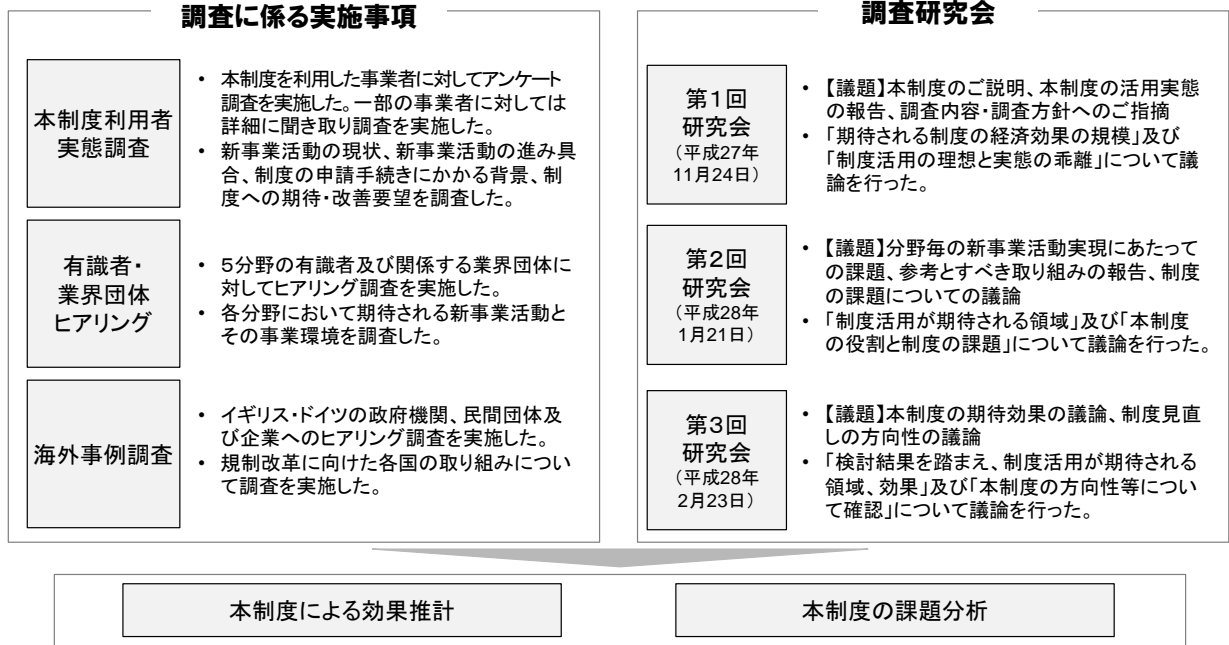 調査に係る実施事項
本制度利用者
実態調査
• 本制度を利用した事業者に対してアンケート
調査を実施した。一部の事業者に対しては
詳細に聞き取り調査を実施した。
• 新事業活動の現状、新事業活動の進み具
合、制度の申請手続きにかかる背景、制
度への期待・改善要望を調査した。
有識者・
業界団体
ヒアリング
• 5分野の有識者及び関係する業界団体に
対してヒアリング調査を実施した。
• 各分野において期待される新事業活動と
その事業環境を調査した。
海外事例調査
• イギリス・ドイツの政府機関、民間団体及
び企業へのヒアリング調査を実施した。
• 規制改革に向けた各国の取り組みについ
て調査を実施した。
調査研究会
第1回
研究会
（平成27年
11月24日）
• 【議題】本制度のご説明、本制度の活用実態
の報告、調査内容・調査方針へのご指摘
• 「期待される制度の経済効果の規模」及び
「制度活用の理想と実態の乖離」について議
論を行った。
第2回
研究会
（平成28年
1月21日）
• 【議題】分野毎の新事業活動実現にあたって
の課題、参考とすべき取り組みの報告、制度
の課題についての議論
• 「制度活用が期待される領域」及び「本制度
の役割と制度の課題」について議論を行った。
第3回
研究会
（平成28年
2月23日）
• 【議題】本制度の期待効果の議論、制度見直
しの方向性の議論
• 「検討結果を踏まえ、制度活用が期待される
領域、効果」及び「本制度の方向性等につい
て確認」について議論を行った。
本制度による効果推計
本制度の課題分析